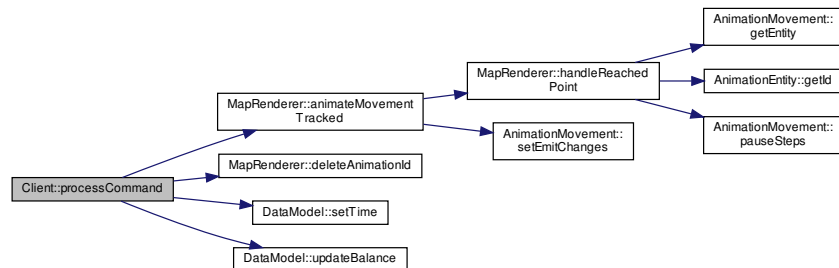 Client::processCommand
MapRenderer::animateMovement
Tracked
MapRenderer::deleteAnimationId
DataModel::setTime
DataModel::updateBalance
MapRenderer::handleReached
Point
AnimationMovement::
setEmitChanges
AnimationMovement::
getEntity
AnimationEntity::getId
AnimationMovement::
pauseSteps